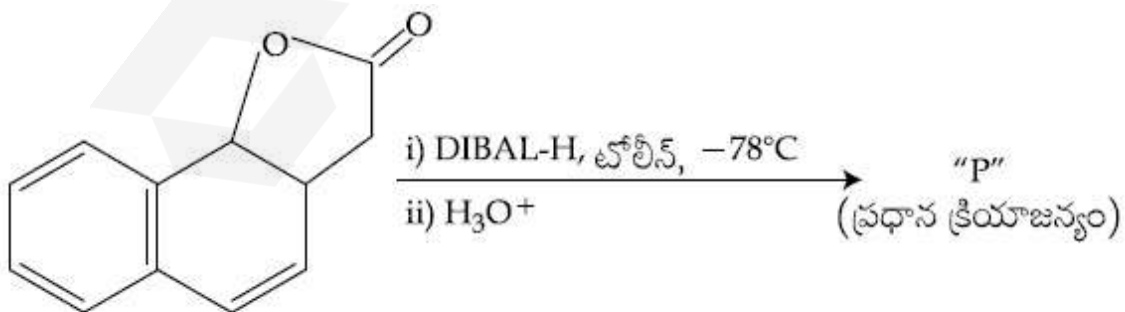 O
O
i) DIBAL-H, టోలీన్, −78°C
ii) H₃O⁺
"P"
(ప్రధాన క్రియాజన్యం)